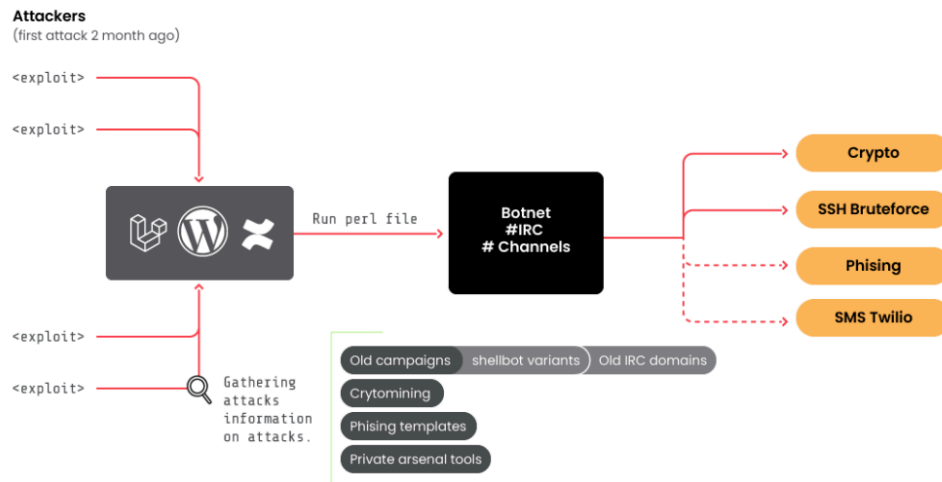 Attackers
(first attack 2 month ago)
<exploit>
<exploit>
Run perl file
Botnet
#IRC
# Channels
Crypto
SSH Bruteforce
Phising
SMS Twilio
<exploit>
<exploit>
Gathering
attacks
information
on attacks.
Old campaigns shellbot variants Old IRC domains
Crytomining
Phising templates
Private arsenal tools